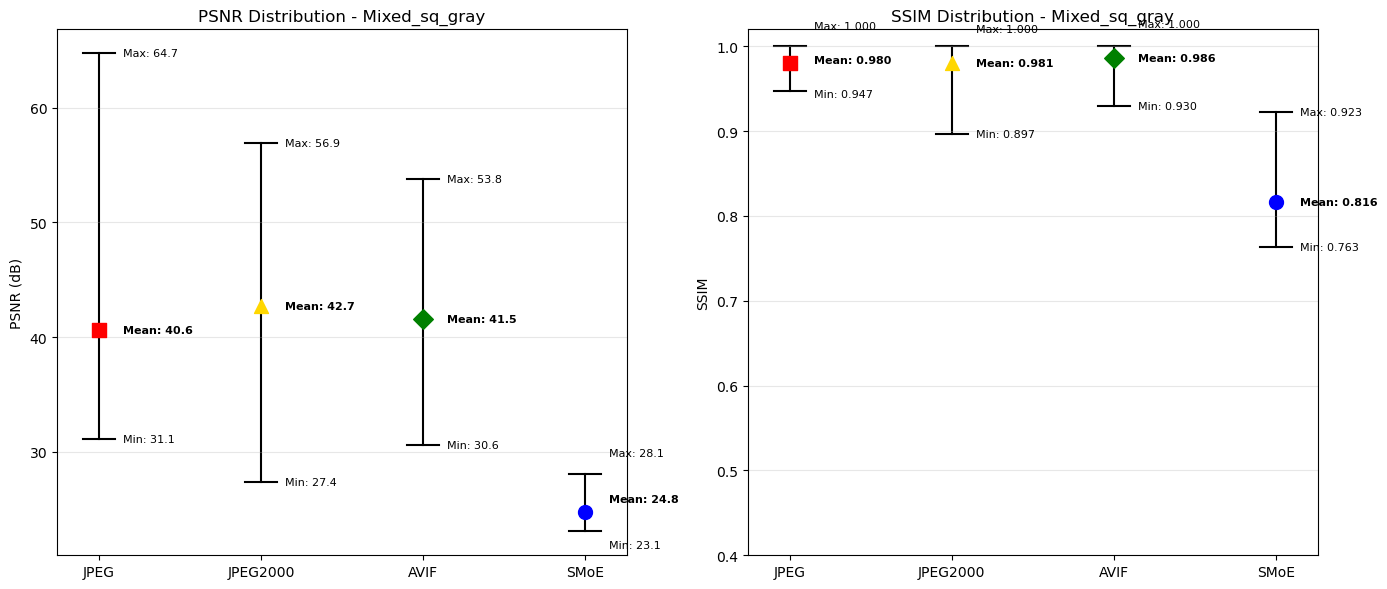 PSNR Distribution - Mixed_sq_gray
PSNR (dB)
60
50
40
30
Max: 64.7
Mean: 40.6
Min: 31.1
Max: 56.9
Mean: 42.7
Min: 27.4
Max: 53.8
Mean: 41.5
Min: 30.6
Max: 28.1
Mean: 24.8
Min: 23.1
JPEG
JPEG2000
AVIF
SMoE
SSIM Distribution - Mixed_sq_gray
SSIM
1.0
0.9
0.8
0.7
0.6
0.5
0.4
Max: 1.000
Mean: 0.980
Min: 0.947
Max: 1.000
Mean: 0.981
Min: 0.897
Max: 1.000
Mean: 0.986
Min: 0.930
Max: 0.923
Mean: 0.816
Min: 0.763
JPEG
JPEG2000
AVIF
SMoE